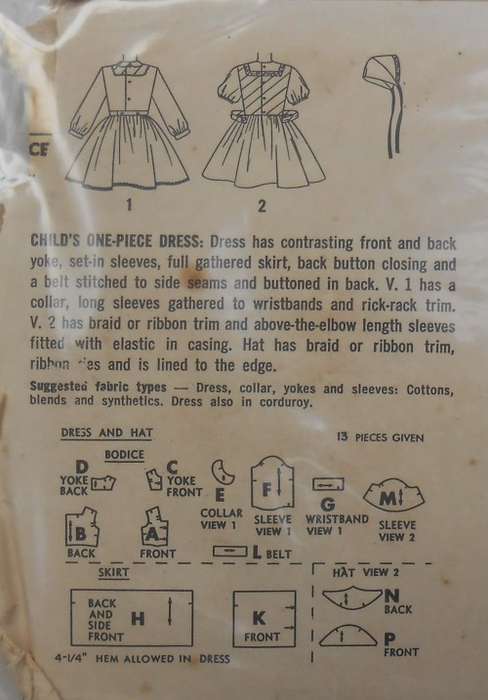 CE
1
2
CHILD'S ONE-PIECE DRESS: Dress has contrasting front and back
yoke, set-in sleeves, full gathered skirt, back button closing and
a belt stitched to side seams and buttoned in back. V. 1 has a
collar, long sleeves gathered to wristbands and rick-rack trim.
V. 2 has braid or ribbon trim and above-the-elbow length sleeves
fitted with elastic in casing. Hat has braid or ribbon trim,
ribbon ties and is lined to the edge.
Suggested fabric types — Dress, collar, yokes and sleeves: Cottons,
blends and synthetics. Dress also in corduroy.
DRESS AND HAT
13 PIECES GIVEN
BODICE
D
YOKE
BACK
C
YOKE
FRONT
E
COLLAR
VIEW 1
F
SLEEVE
VIEW 1
G
WRISTBAND
VIEW 1
M
SLEEVE
VIEW 2
B
BACK
A
FRONT
L BELT
SKIRT
BACK
AND
SIDE
FRONT
H
K
FRONT
HAT VIEW 2
N
BACK
P
FRONT
4-1/4" HEM ALLOWED IN DRESS